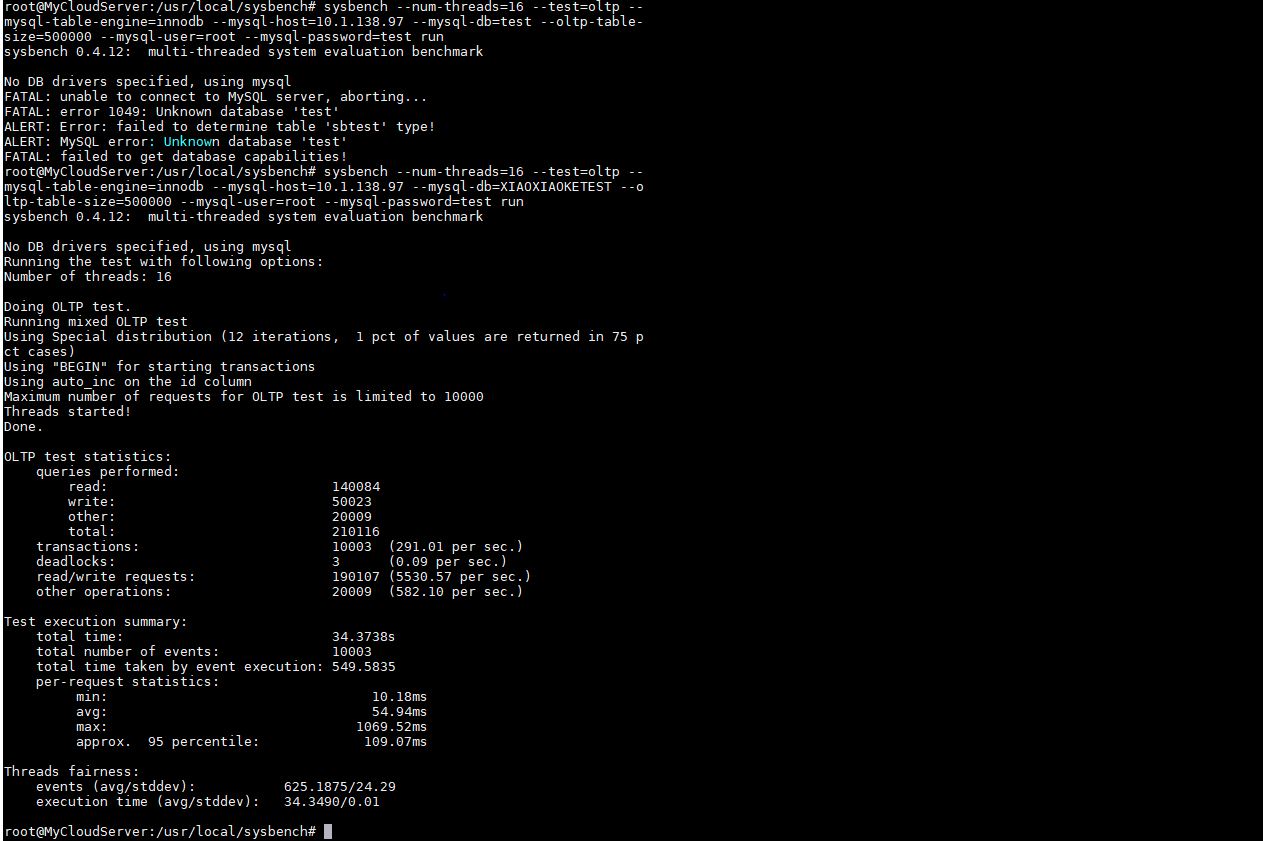 root@MyCloudServer:/usr/local/sysbench# sysbench --num-threads=16 --test=oltp --
mysql-table-engine=innodb --mysql-host=10.1.138.97 --mysql-db=test --oltp-table-
size=500000 --mysql-user=root --mysql-password=test run
sysbench 0.4.12:  multi-threaded system evaluation benchmark

No DB drivers specified, using mysql
FATAL: unable to connect to MySQL server, aborting...
FATAL: error 1049: Unknown database 'test'
ALERT: Error: failed to determine table 'sbtest' type!
ALERT: MySQL error: Unknown database 'test'
FATAL: failed to get database capabilities!
root@MyCloudServer:/usr/local/sysbench# sysbench --num-threads=16 --test=oltp --
mysql-table-engine=innodb --mysql-host=10.1.138.97 --mysql-db=XIAOXIAOKETEST --o
ltp-table-size=500000 --mysql-user=root --mysql-password=test run
sysbench 0.4.12:  multi-threaded system evaluation benchmark

No DB drivers specified, using mysql
Running the test with following options:
Number of threads: 16

Doing OLTP test.
Running mixed OLTP test
Using Special distribution (12 iterations,  1 pct of values are returned in 75 p
ct cases)
Using "BEGIN" for starting transactions
Using auto_inc on the id column
Maximum number of requests for OLTP test is limited to 10000
Threads started!
Done.

OLTP test statistics:
    queries performed:
        read:                            140084
        write:                           50023
        other:                           20009
        total:                           210116
    transactions:                        10003  (291.01 per sec.)
    deadlocks:                           3      (0.09 per sec.)
    read/write requests:                 190107 (5530.57 per sec.)
    other operations:                    20009  (582.10 per sec.)

Test execution summary:
    total time:                          34.3738s
    total number of events:              10003
    total time taken by event execution: 549.5835
    per-request statistics:
         min:                                 10.18ms
         avg:                                 54.94ms
         max:                               1069.52ms
         approx.  95 percentile:             109.07ms

Threads fairness:
    events (avg/stddev):           625.1875/24.29
    execution time (avg/stddev):   34.3490/0.01

root@MyCloudServer:/usr/local/sysbench#